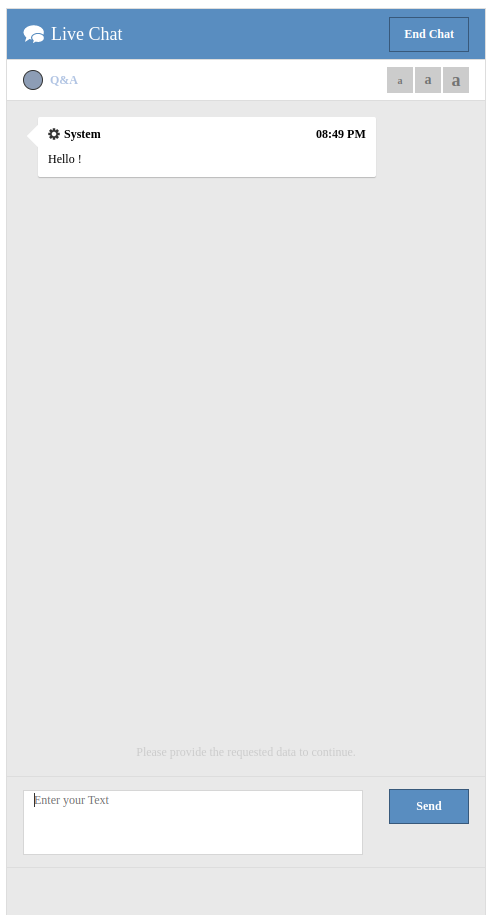 Live Chat
End Chat
Q&A
a a a
System 08:49 PM
Hello !
Please provide the requested data to continue.
Enter your Text
Send